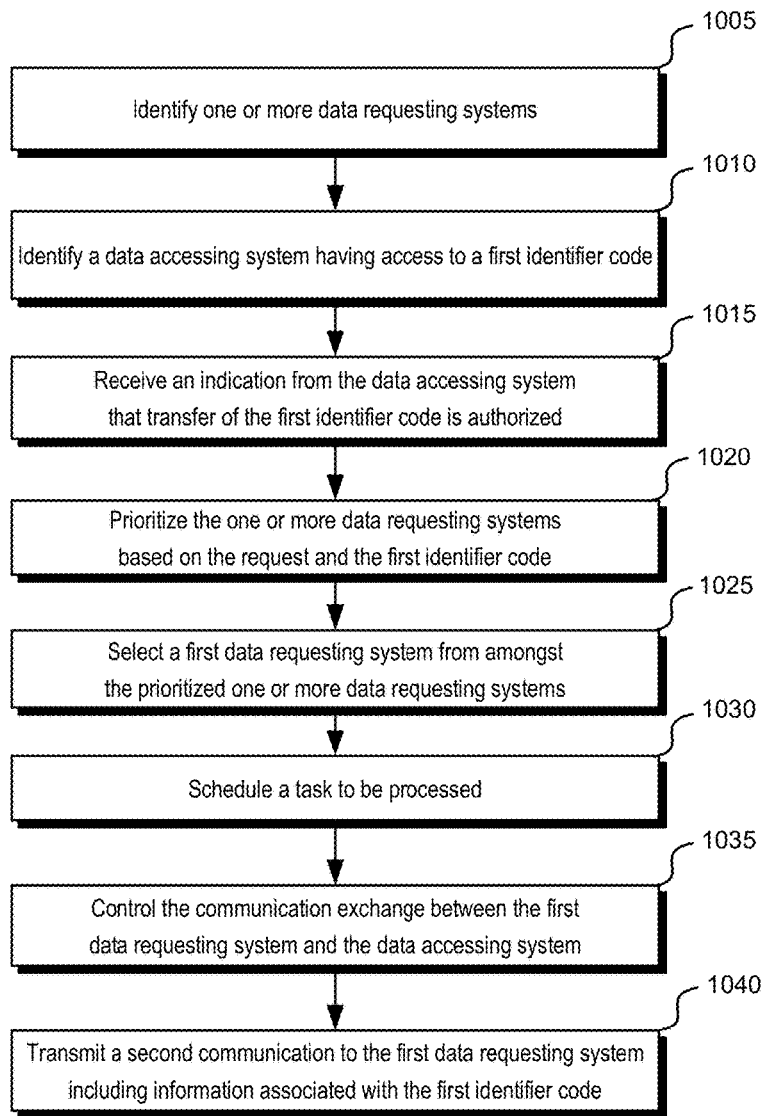 1005
Identify one or more data requesting systems
1010
Identify a data accessing system having access to a first identifier code
1015
Receive an indication from the data accessing system
that transfer of the first identifier code is authorized
1020
Prioritize the one or more data requesting systems
based on the request and the first identifier code
1025
Select a first data requesting system from amongst
the prioritized one or more data requesting systems
1030
Schedule a task to be processed
1035
Control the communication exchange between the first
data requesting system and the data accessing system
1040
Transmit a second communication to the first data requesting system
including information associated with the first identifier code